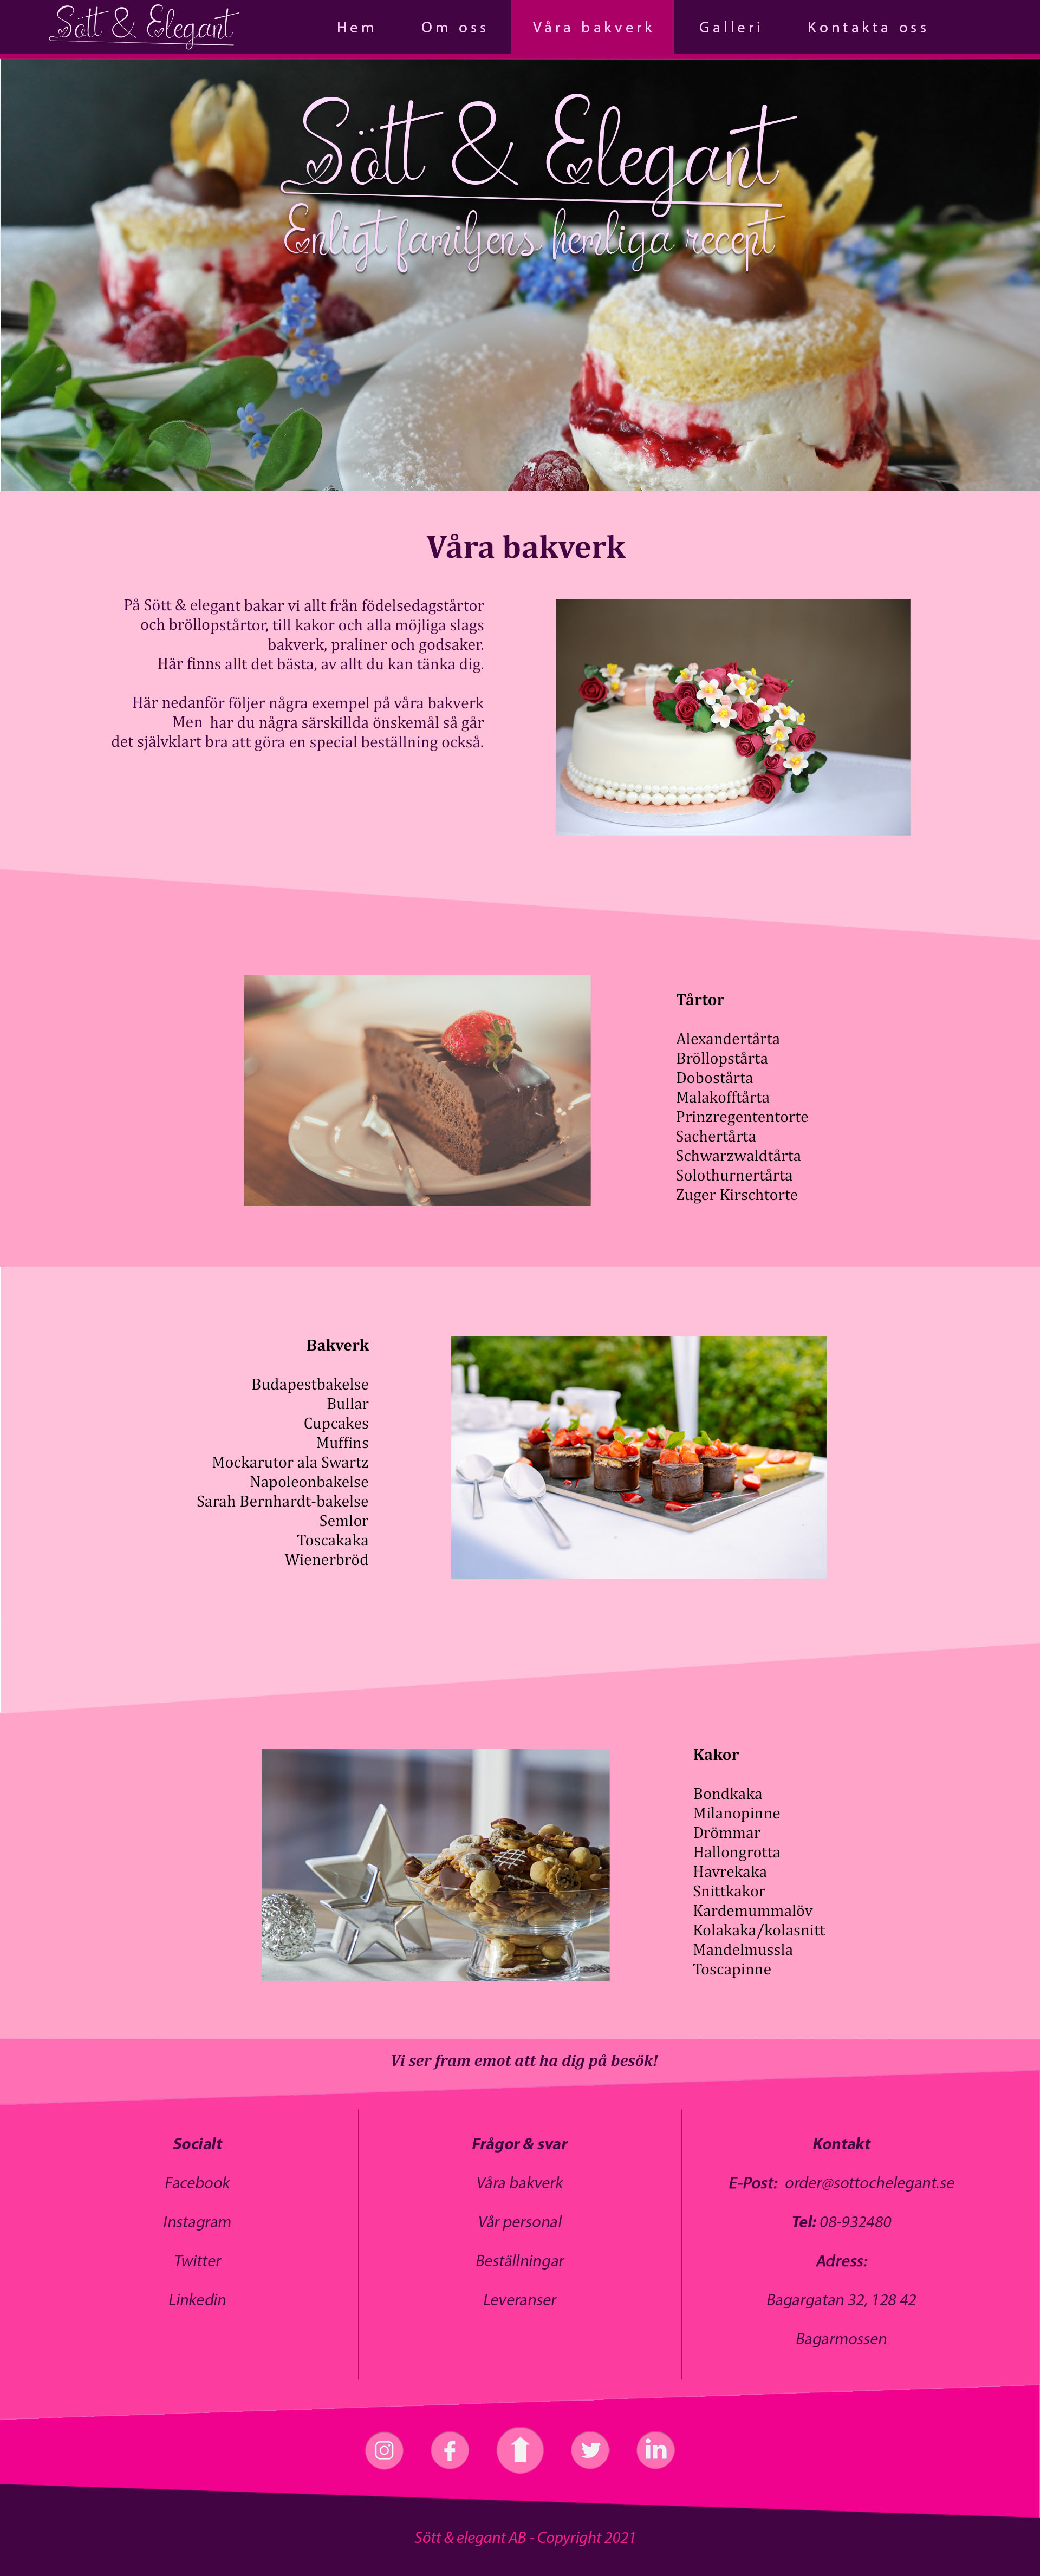 Sött & Elegant
Hem
Om oss
Våra bakverk
Galleri
Kontakta oss
Sött & Elegant
Enligt familjens hemliga recept
Våra bakverk
På Sött & elegant bakar vi allt från födelsedagstårtor
och bröllopstårtor, till kakor och alla möjliga slags
bakverk, praliner och godsaker.
Här finns allt det bästa, av allt du kan tänka dig.
Här nedanför följer några exempel på våra bakverk
Men har du några särskillda önskemål så går
det självklart bra att göra en special beställning också.
Tårtor
Alexandertårta
Bröllopstårta
Dobostårta
Malakofftårta
Prinzregententorte
Sachertårta
Schwarzwaldtårta
Solothurnertårta
Zuger Kirschtorte
Bakverk
Budapestbakelse
Bullar
Cupcakes
Muffins
Mockarutor ala Swartz
Napoleonbakelse
Sarah Bernhardt-bakelse
Semlor
Toscakaka
Wienerbröd
Kakor
Bondkaka
Milanopinne
Drömmar
Hallongrotta
Havrekaka
Snittkakor
Kardemummalöv
Kolakaka/kolasnitt
Mandelmussla
Toscapinne
Vi ser fram emot att ha dig på besök!
Socialt
Facebook
Instagram
Twitter
Linkedin
Frågor & svar
Våra bakverk
Vår personal
Beställningar
Leveranser
Kontakt
E-Post: order@sottochelegant.se
Tel: 08-932480
Adress:
Bagargatan 32, 128 42
Bagarmossen
Sött & elegant AB - Copyright 2021